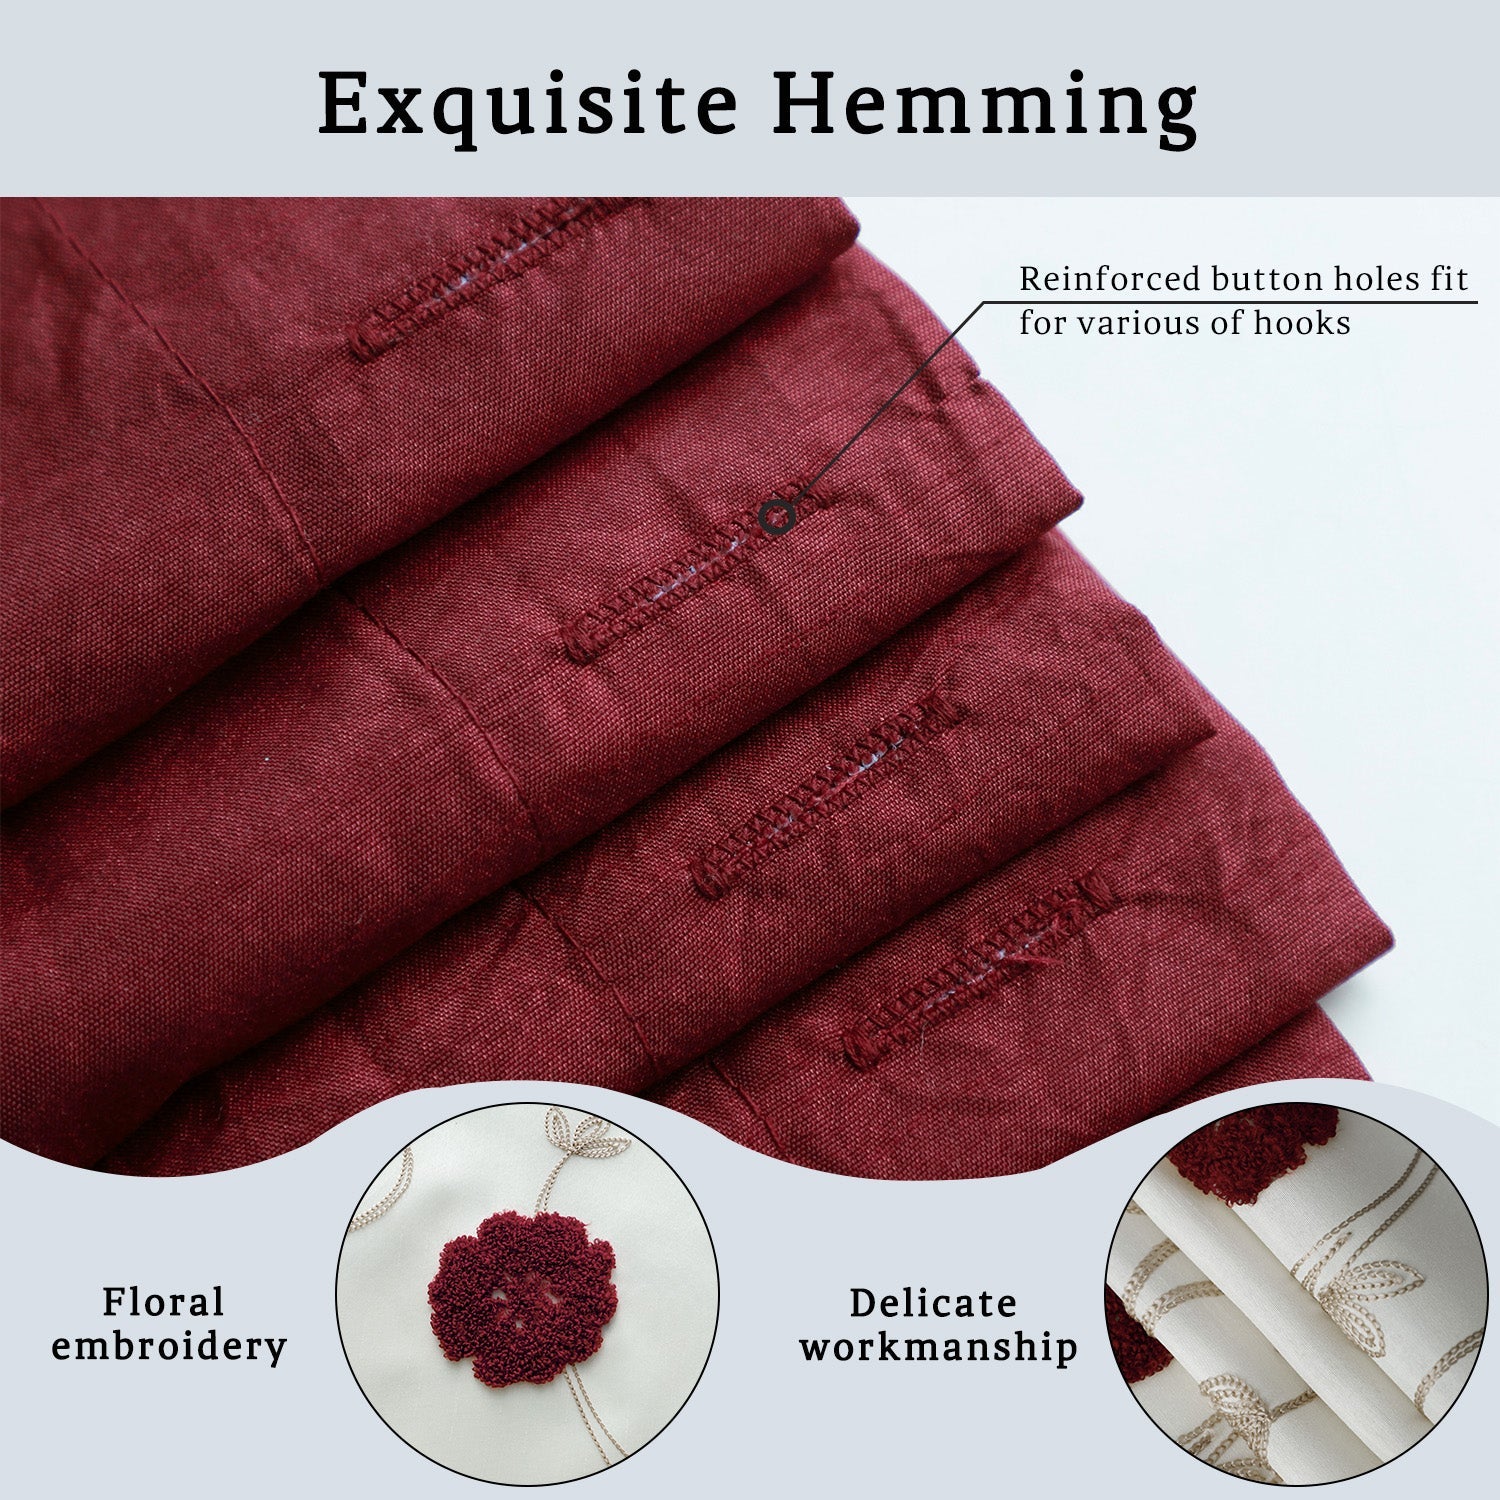 Exquisite Hemming
Reinforced button holes fit
for various of hooks
Floral
embroidery
Delicate
workmanship